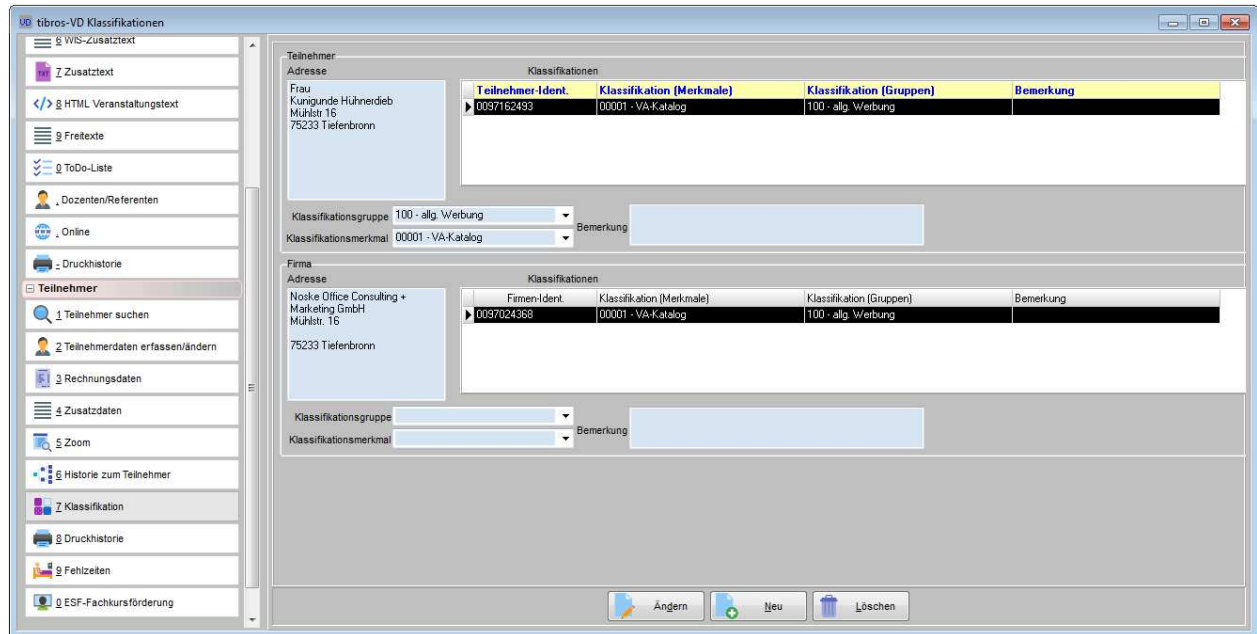 VD tibros-VD Klassifikationen
6 WIS-Zusatztext
7 Zusatztext
8 HTML Veranstaltungstext
9 Freitexte
0 ToDo-Liste
. Dozenten/Referenten
, Online
- Druckhistorie
Teilnehmer
1 Teilnehmer suchen
2 Teilnehmerdaten erfassen/ändern
3 Rechnungsdaten
4 Zusatzdaten
5 Zoom
6 Historie zum Teilnehmer
7 Klassifikation
8 Druckhistorie
9 Fehlzeiten
0 ESF-Fachkursförderung
Teilnehmer
Adresse Klassifikationen
Frau
Kunigunde Hühnerdieb
Mühlstr 16
75233 Tiefenbronn
Teilnehmer-Ident. Klassifikation (Merkmale) Klassifikation (Gruppen) Bemerkung
0097162493 00001 - VA-Katalog 100 - allg. Werbung
Klassifikationsgruppe 100 - allg. Werbung
Klassifikationsmerkmal 00001 - VA-Katalog
Bemerkung
Firma
Adresse Klassifikationen
Noske Office Consulting +
Marketing GmbH
Mühlstr. 16
75233 Tiefenbronn
Firmen-Ident. Klassifikation (Merkmale) Klassifikation (Gruppen) Bemerkung
0097024368 00001 - VA-Katalog 100 - allg. Werbung
Klassifikationsgruppe
Klassifikationsmerkmal
Bemerkung
Ändern Neu Löschen